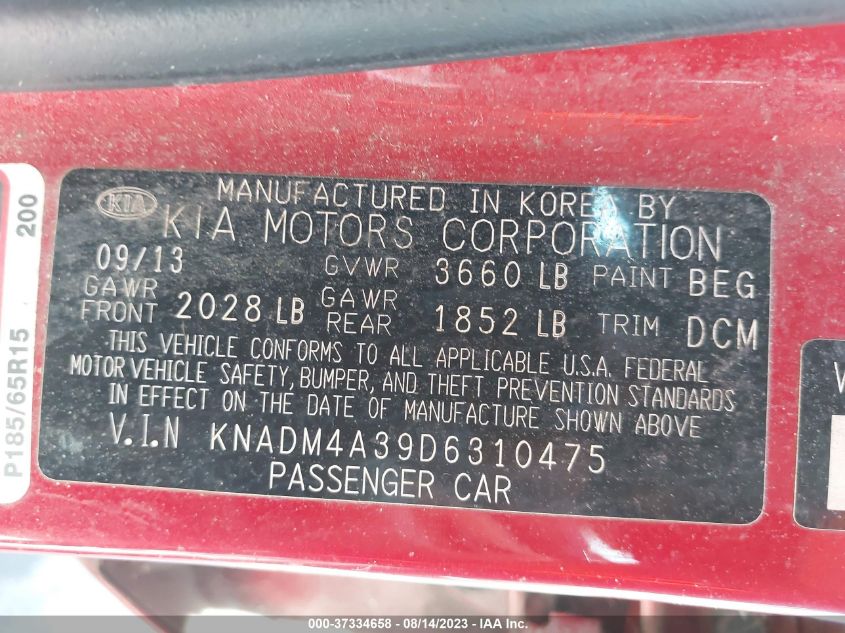 KIA
MANUFACTURED IN KOREA BY
KIA MOTORS CORPORATION
09/13 GVWR 3660 LB PAINT BEG
GAWR FRONT 2028 LB GAWR REAR 1852 LB TRIM DCM
THIS VEHICLE CONFORMS TO ALL APPLICABLE U.S.A. FEDERAL
MOTOR VEHICLE SAFETY, BUMPER, AND THEFT PREVENTION STANDARDS
IN EFFECT ON THE DATE OF MANUFACTURE SHOWN ABOVE
V.I.N KNADM4A39D6310475
PASSENGER CAR
200
P185/65R15
V
000-37334658 - 08/14/2023 - IAA Inc.